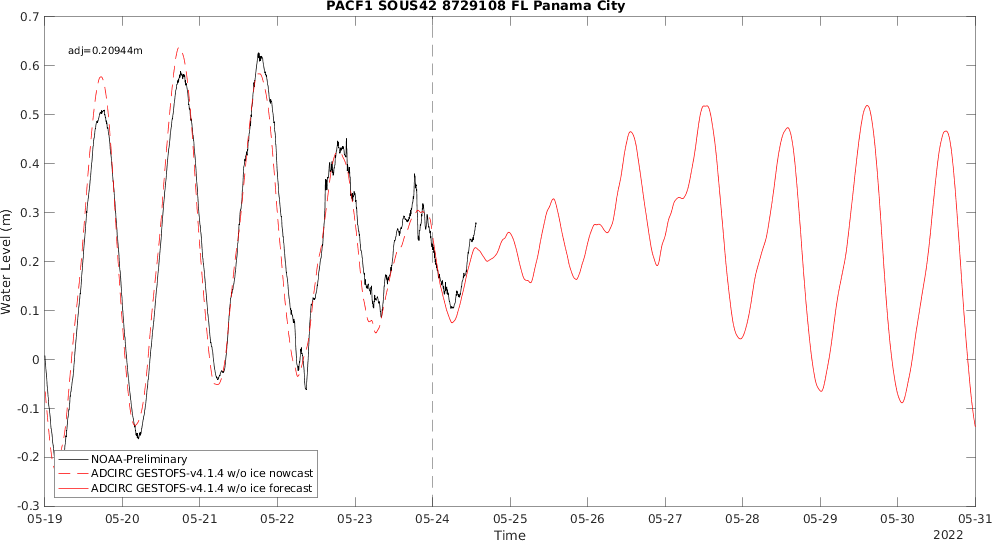 PACF1 SOUS42 8729108 FL Panama City
0.7
adj=0.20944m
0.6
0.5
0.4
0.3
Water Level (m)
0.2
0.1
0
-0.1
-0.2
-0.3
NOAA-Preliminary
ADCIRC GESTOFS-v4.1.4 w/o ice nowcast
ADCIRC GESTOFS-v4.1.4 w/o ice forecast
05-19 05-20 05-21 05-22 05-23 05-24 05-25 05-26 05-27 05-28 05-29 05-30 05-31
Time
2022